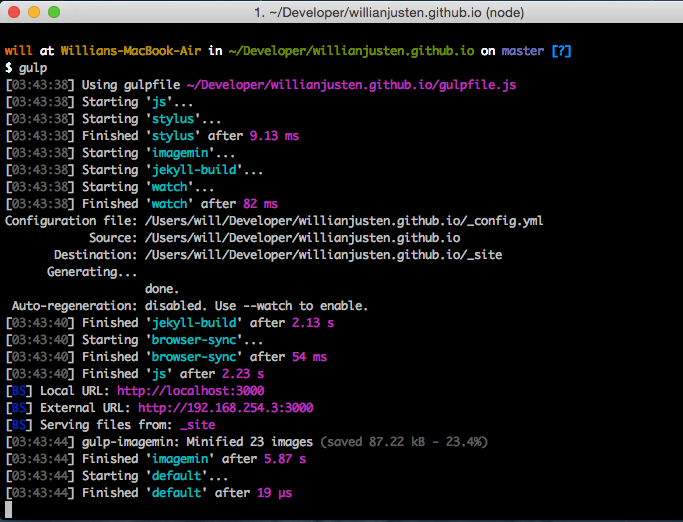 1. ~/Developer/willianjusten.github.io (node)
will at Willians-MacBook-Air in ~/Developer/willianjusten.github.io on master [?]
$ gulp
[03:43:38] Using gulpfile ~/Developer/willianjusten.github.io/gulpfile.js
[03:43:38] Starting 'js'...
[03:43:38] Starting 'stylus'...
[03:43:38] Finished 'stylus' after 9.13 ms
[03:43:38] Starting 'imagemin'...
[03:43:38] Starting 'jekyll-build'...
[03:43:38] Starting 'watch'...
[03:43:38] Finished 'watch' after 82 ms
Configuration file: /Users/will/Developer/willianjusten.github.io/_config.yml
Source: /Users/will/Developer/willianjusten.github.io
Destination: /Users/will/Developer/willianjusten.github.io/_site
Generating...
done.
Auto-regeneration: disabled. Use --watch to enable.
[03:43:40] Finished 'jekyll-build' after 2.13 s
[03:43:40] Starting 'browser-sync'...
[03:43:40] Finished 'browser-sync' after 54 ms
[03:43:40] Finished 'js' after 2.23 s
[BS] Local URL: http://localhost:3000
[BS] External URL: http://192.168.254.3:3000
[BS] Serving files from: _site
[03:43:44] gulp-imagemin: Minified 23 images (saved 87.22 kB - 23.4%)
[03:43:44] Finished 'imagemin' after 5.87 s
[03:43:44] Starting 'default'...
[03:43:44] Finished 'default' after 19 μs